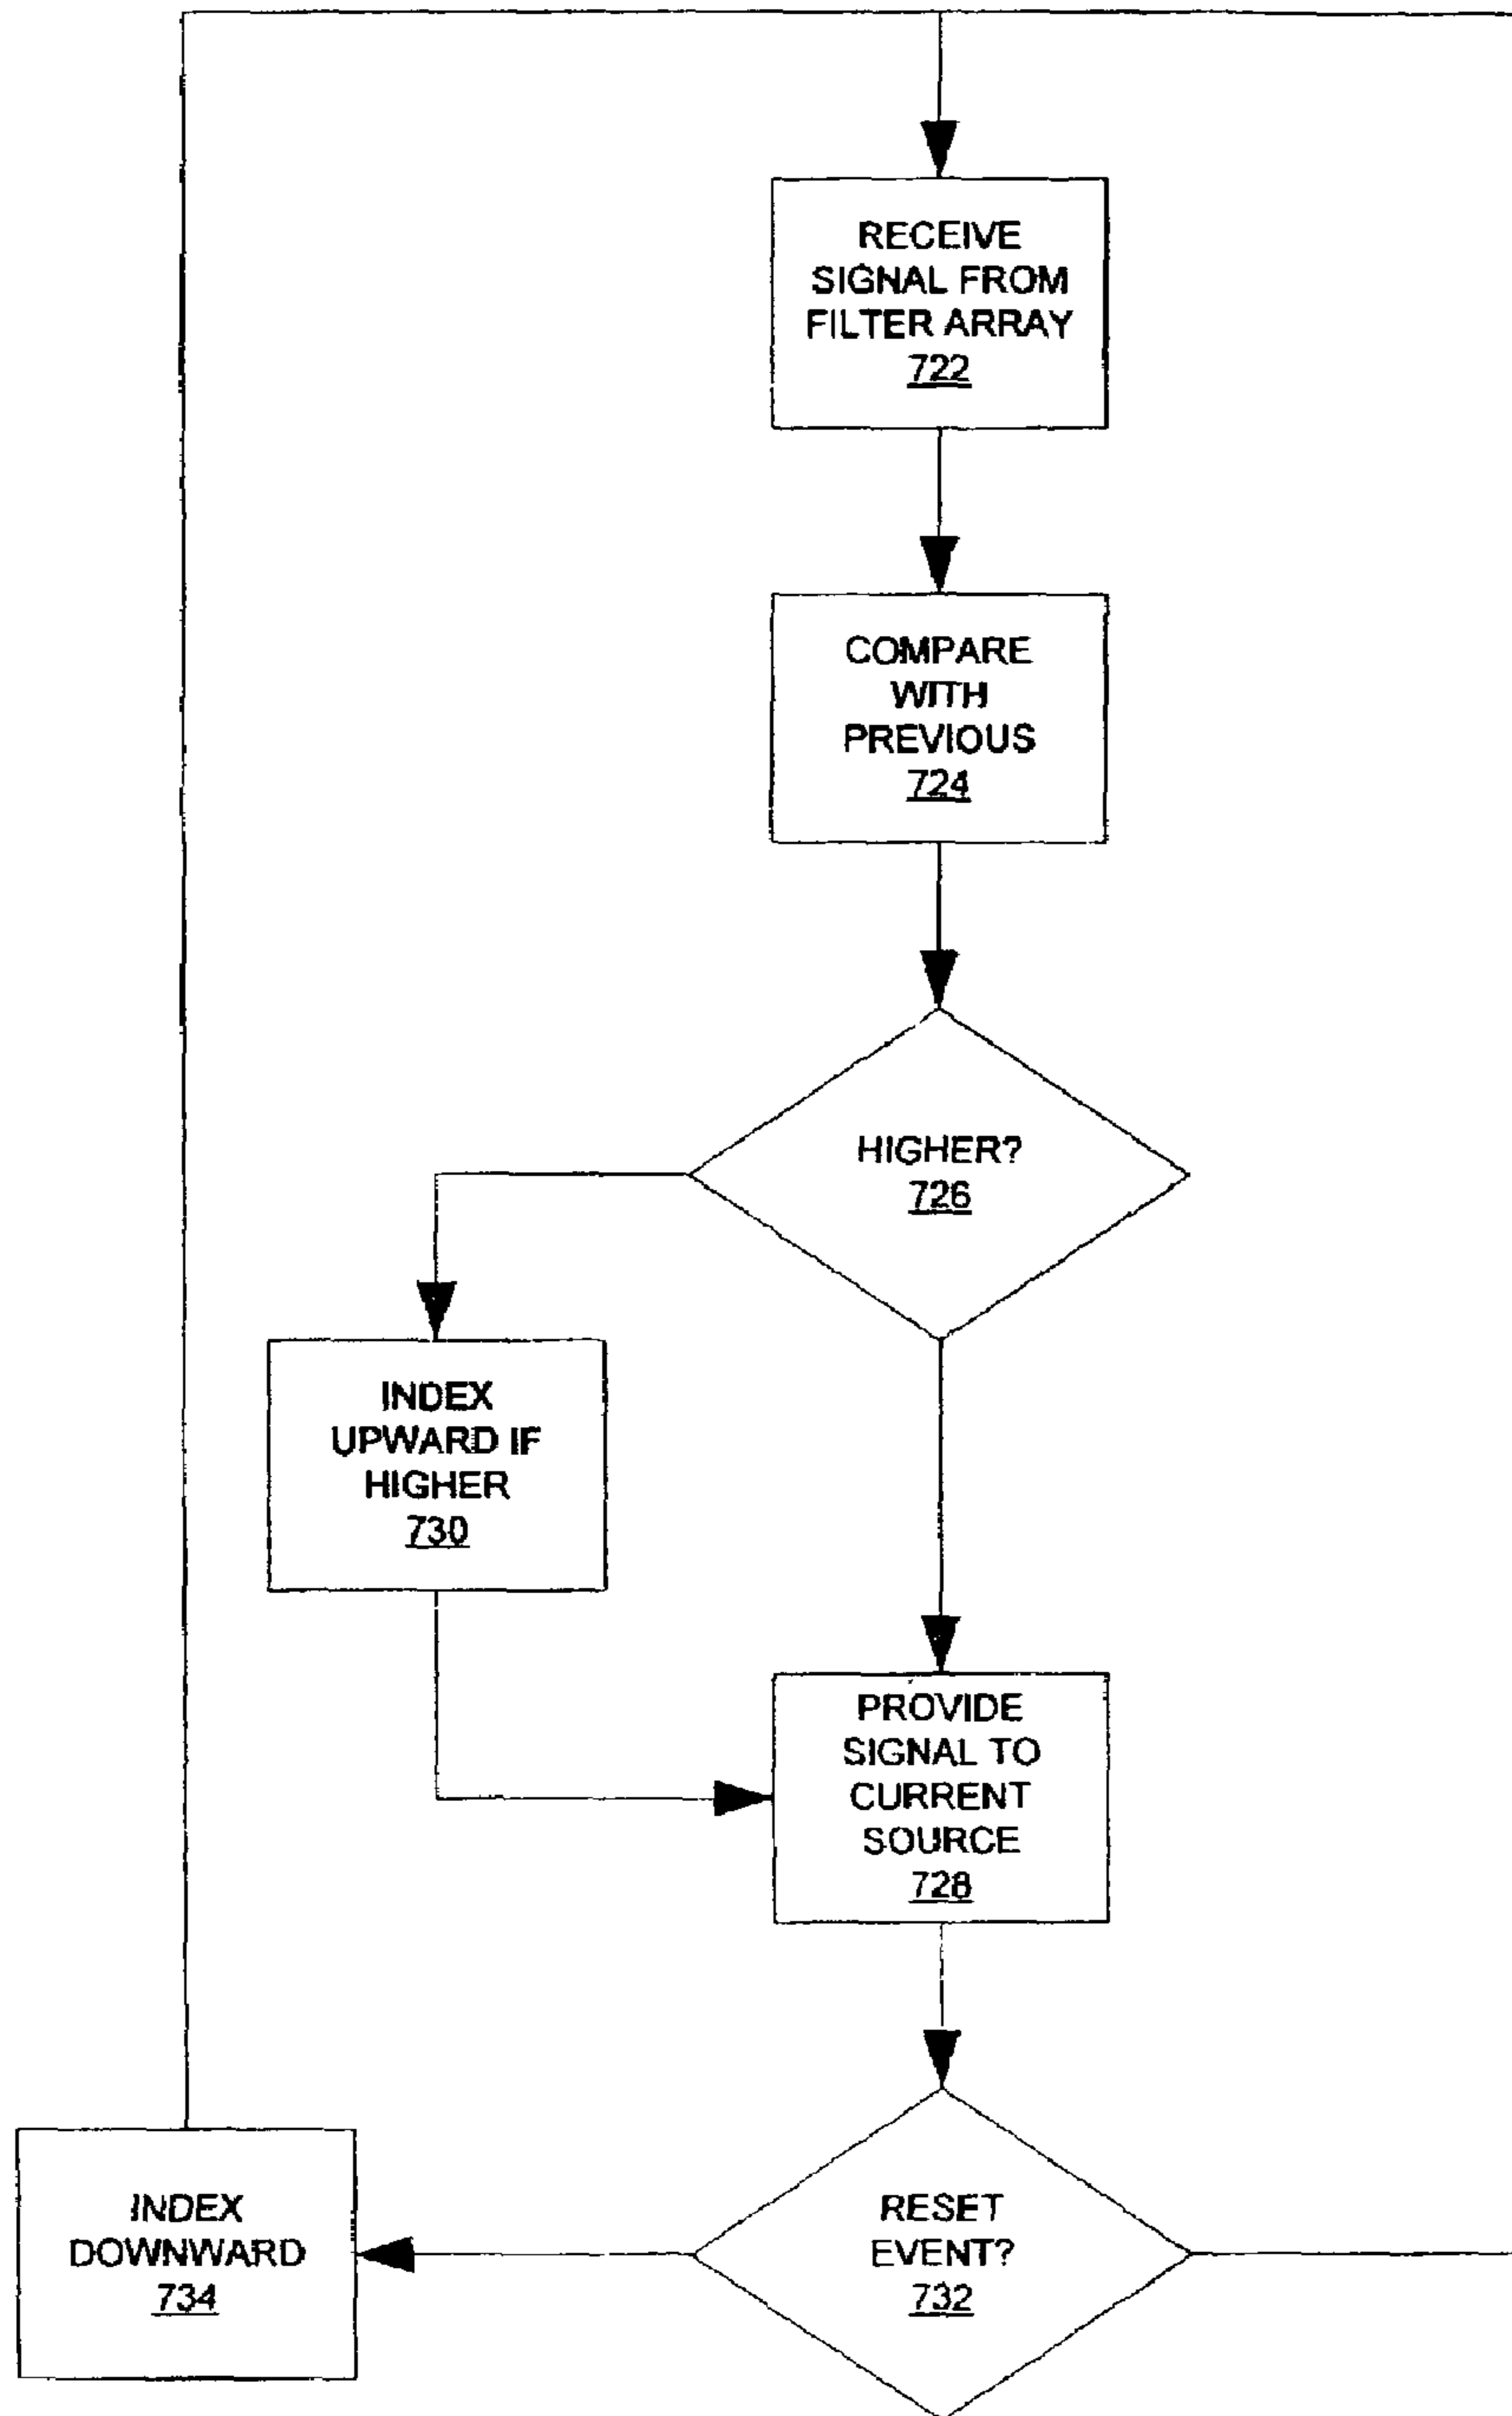 RECEIVE
SIGNAL FROM
FILTER ARRAY
722
COMPARE
WITH
PREVIOUS
724
HIGHER?
726
INDEX
UPWARD IF
HIGHER
730
PROVIDE
SIGNAL TO
CURRENT
SOURCE
728
RESET
EVENT?
732
INDEX
DOWNWARD
734